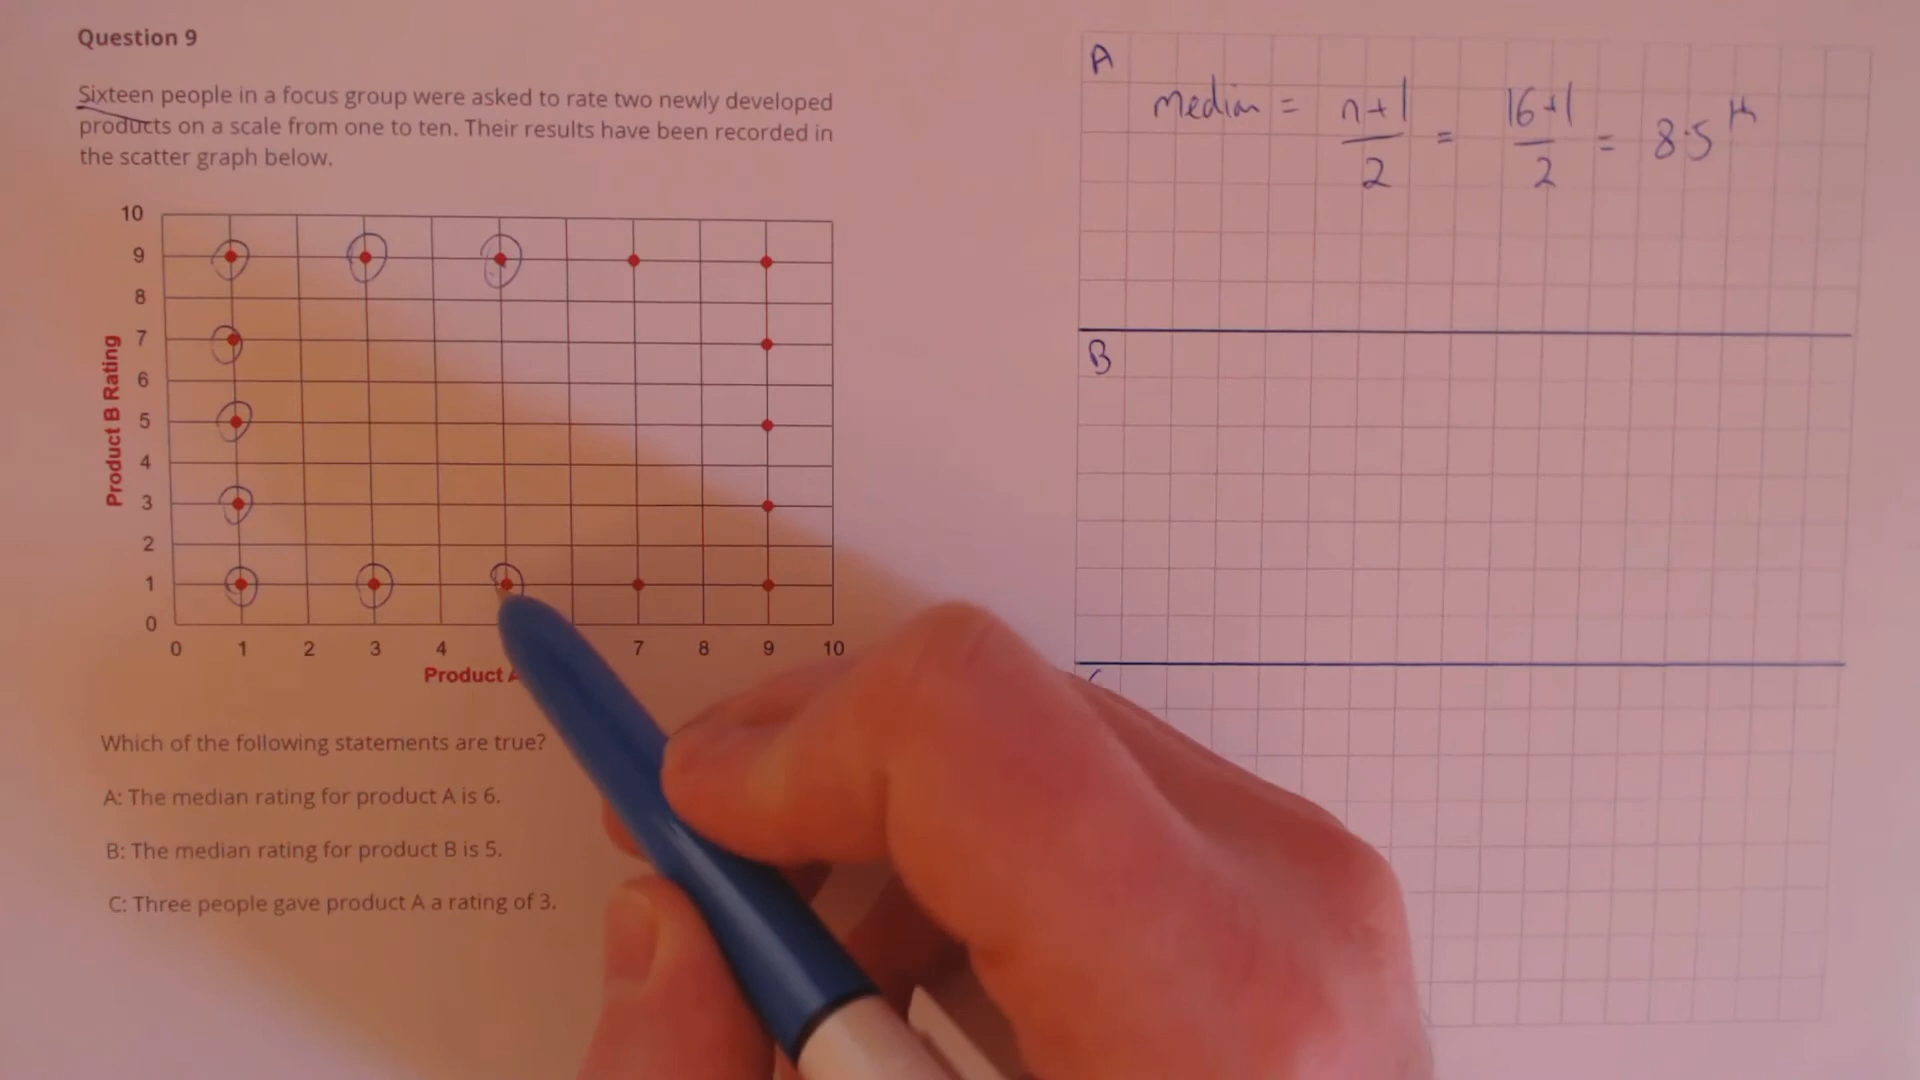 Question 9
Sixteen people in a focus group were asked to rate two newly developed
products on a scale from one to ten. Their results have been recorded in
the scatter graph below.
10
9
8
7
6
5
4
3
2
1
0
Product B Rating
0 1 2 3 4 7 8 9 10
Product A
Which of the following statements are true?
A: The median rating for product A is 6.
B: The median rating for product B is 5.
C: Three people gave product A a rating of 3.
A
median = n+1 / 2 = 16+1 / 2 = 8.5th
B